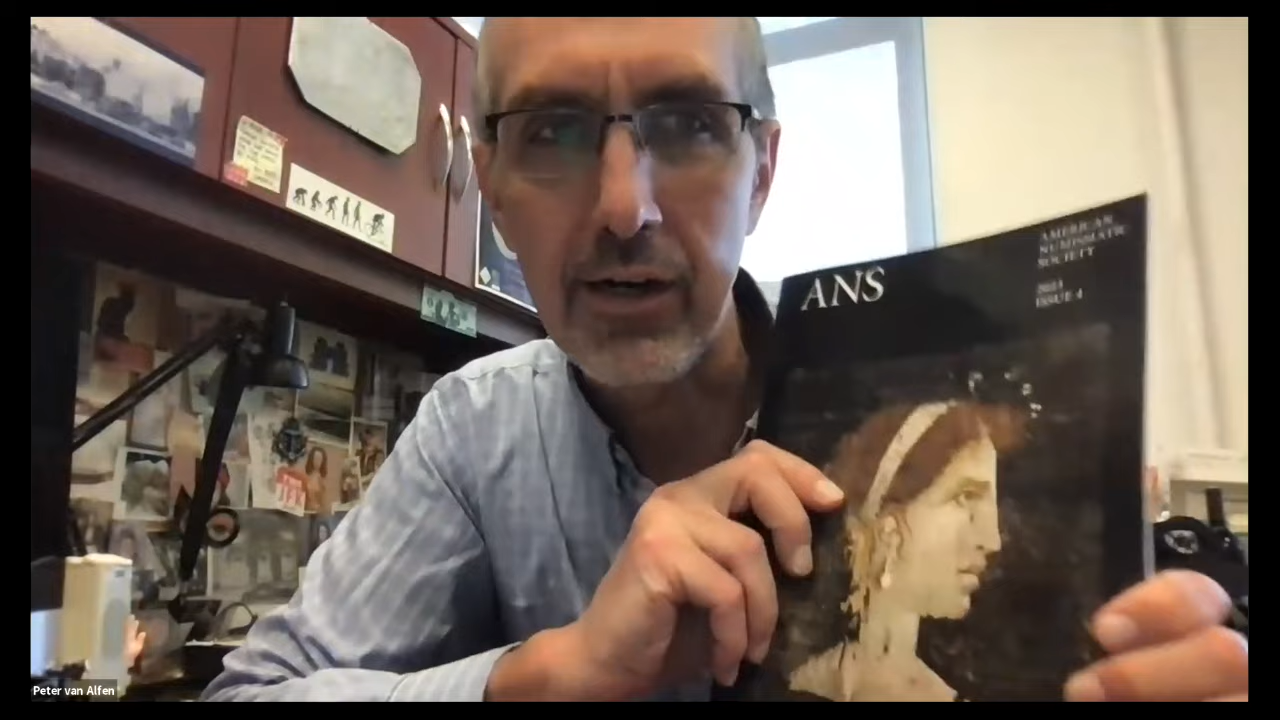 ANS
AMERICAN
NUMISMATIC
SOCIETY
ISSUE 4
Peter van Alfen